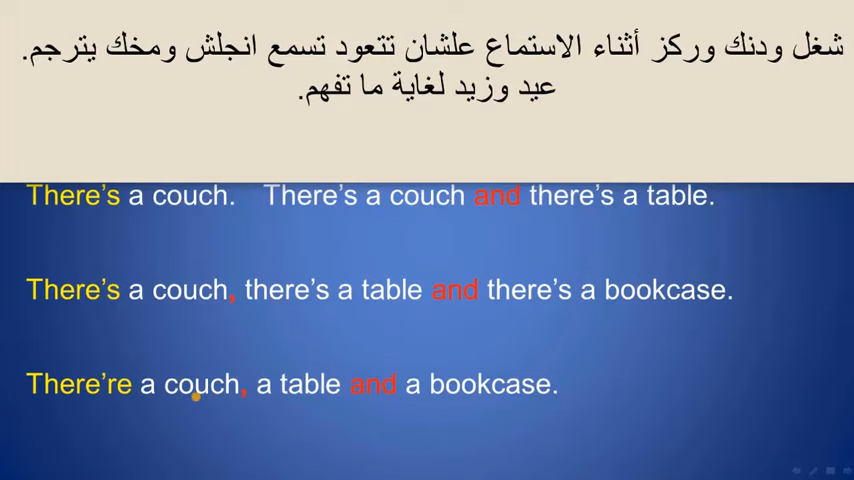 شغل ودنك وركز أثناء الاستماع علشان تتعود تسمع انجلش ومخك يترجم.
عيد وزيد لغاية ما تفهم.
There's a couch. There's a couch and there's a table.
There's a couch, there's a table and there's a bookcase.
There're a couch, a table and a bookcase.